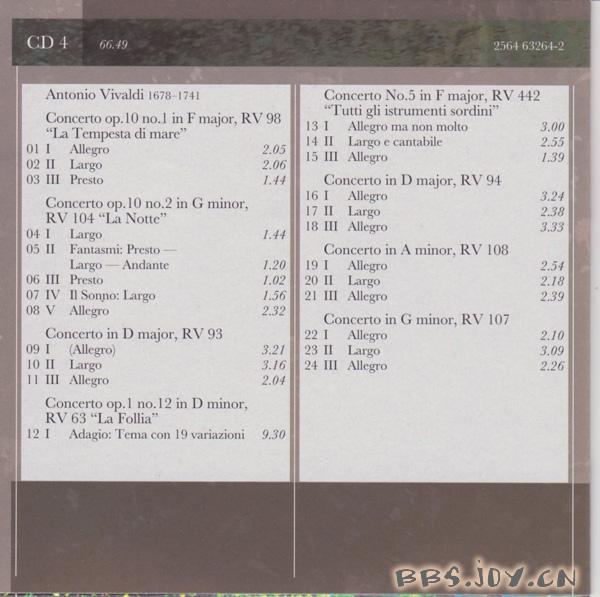 CD 4 66.49 2564 63264-2
Antonio Vivaldi 1678–1741
Concerto op.10 no.1 in F major, RV 98
“La Tempesta di mare”
01 I Allegro 2.05
02 II Largo 2.06
03 III Presto 1.44
Concerto op.10 no.2 in G minor,
RV 104 “La Notte”
04 I Largo 1.44
05 II Fantasmi: Presto —
Largo — Andante 1.20
06 III Presto 1.02
07 IV Il Sonno: Largo 1.56
08 V Allegro 2.32
Concerto in D major, RV 93
09 I (Allegro) 3.21
10 II Largo 3.16
11 III Allegro 2.04
Concerto op.1 no.12 in D minor,
RV 63 “La Follia”
12 I Adagio: Tema con 19 variazioni 9.30
Concerto No.5 in F major, RV 442
“Tutti gli istrumenti sordini”
13 I Allegro ma non molto 3.00
14 II Largo e cantabile 2.55
15 III Allegro 1.39
Concerto in D major, RV 94
16 I Allegro 3.24
17 II Largo 2.38
18 III Allegro 3.33
Concerto in A minor, RV 108
19 I Allegro 2.54
20 II Largo 2.18
21 III Allegro 2.39
Concerto in G minor, RV 107
22 I Allegro 2.10
23 II Largo 3.09
24 III Allegro 2.26
BBS.JOY.CN